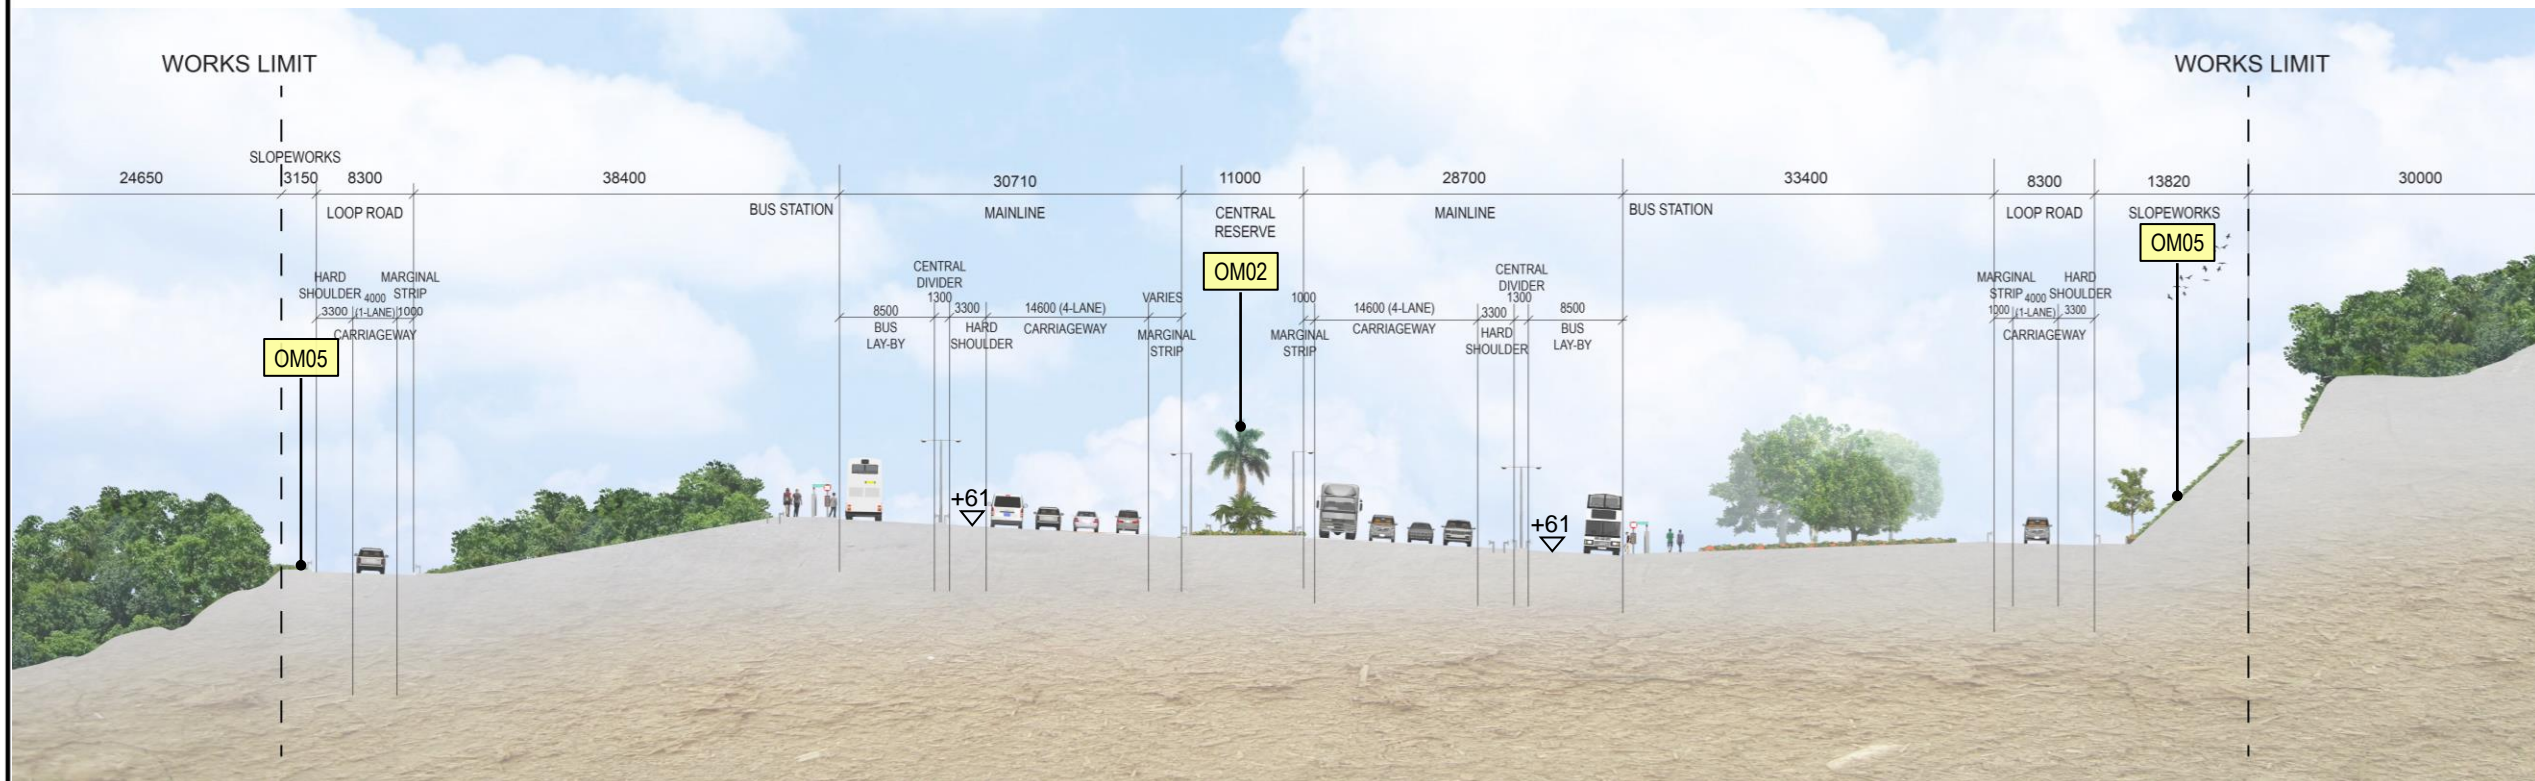 WORKS LIMIT
WORKS LIMIT
SLOPEWORKS
24650
3150
8300
38400
30710
11000
28700
33400
8300
13820
30000
LOOP ROAD
BUS STATION
MAINLINE
CENTRAL
RESERVE
MAINLINE
BUS STATION
LOOP ROAD
SLOPEWORKS
OM05
OM02
HARD
SHOULDER
4000
MARGINAL
STRIP
3300
(1-LANE)
1000
CARRIAGEWAY
OM05
CENTRAL
DIVIDER
1300
8500
BUS
LAY-BY
3300
HARD
SHOULDER
14600 (4-LANE)
CARRIAGEWAY
VARIES
MARGINAL
STRIP
1000
MARGINAL
STRIP
14600 (4-LANE)
CARRIAGEWAY
3300
HARD
SHOULDER
CENTRAL
DIVIDER
1300
8500
BUS
LAY-BY
MARGINAL
STRIP
4000
HARD
SHOULDER
1000
(1-LANE)
3300
CARRIAGEWAY
+61
+61